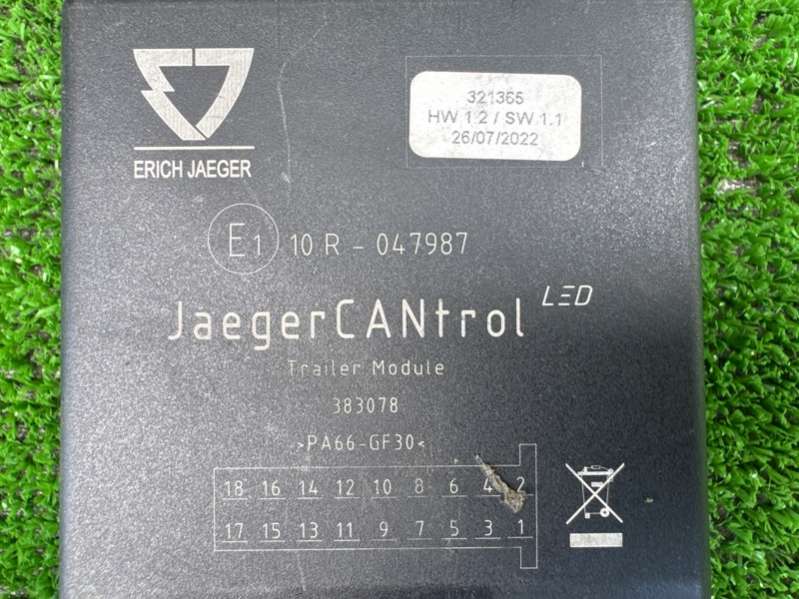 ERICH JAEGER
321365
HW 1.2 / SW 1.1
26/07/2022
E1 10 R - 047987
JaegerCANtrol LED
Trailer Module
383078
>PA66-GF30<
18 16 14 12 10 8 6 4 2
17 15 13 11 9 7 5 3 1